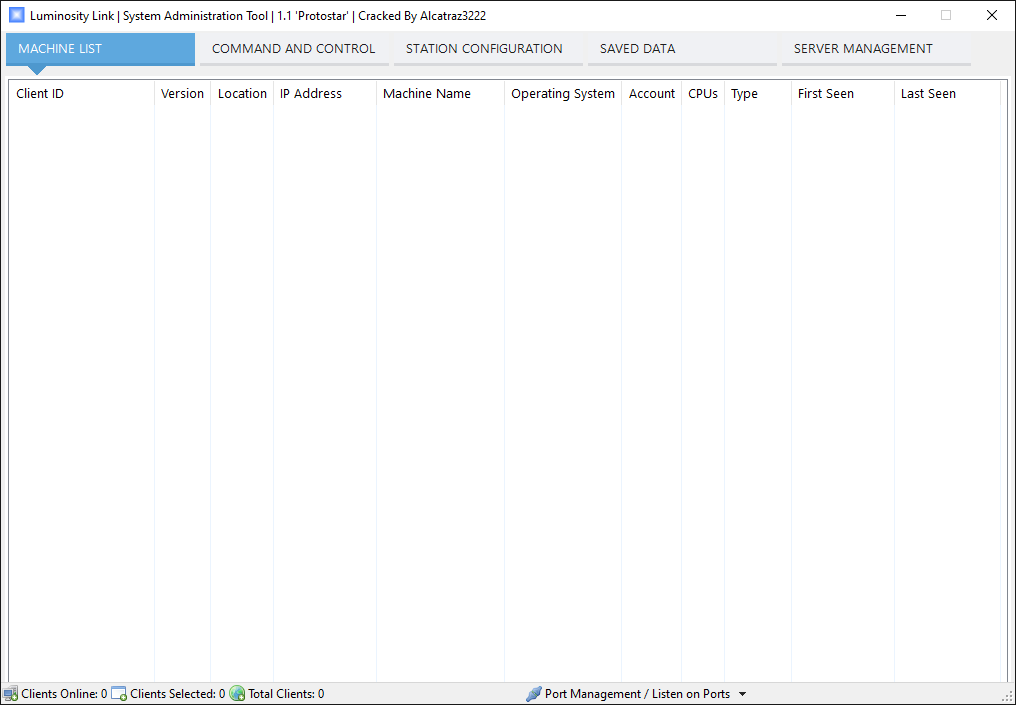 Luminosity Link | System Administration Tool | 1.1 'Protostar' | Cracked By Alcatraz3222
MACHINE LIST COMMAND AND CONTROL STATION CONFIGURATION SAVED DATA SERVER MANAGEMENT
Client ID Version Location IP Address Machine Name Operating System Account CPUs Type First Seen Last Seen
Clients Online: 0 Clients Selected: 0 Total Clients: 0 Port Management / Listen on Ports